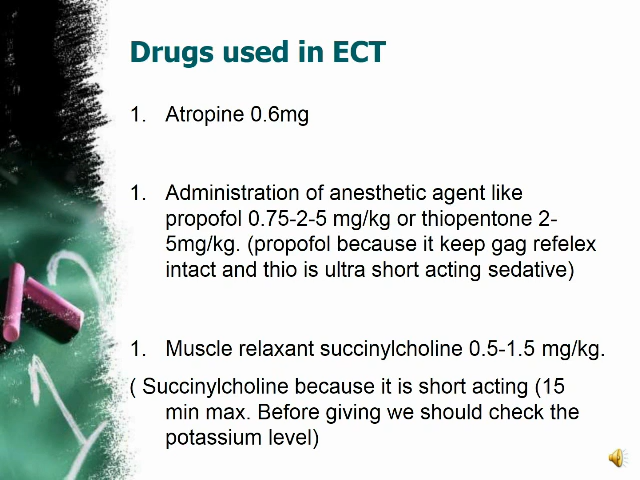 Drugs used in ECT
1. Atropine 0.6mg
1. Administration of anesthetic agent like
propofol 0.75-2-5 mg/kg or thiopentone 2-
5mg/kg. (propofol because it keep gag refelex
intact and thio is ultra short acting sedative)
1. Muscle relaxant succinylcholine 0.5-1.5 mg/kg.
( Succinylcholine because it is short acting (15
min max. Before giving we should check the
potassium level)